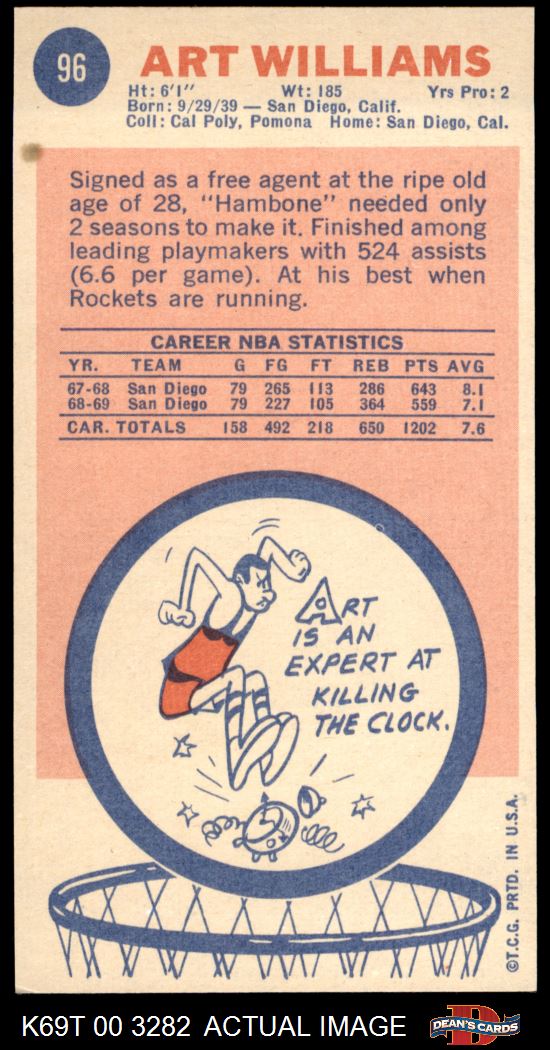 96
ART WILLIAMS
Ht: 6'1" Wt: 185 Yrs Pro: 2
Born: 9/29/39 — San Diego, Calif.
Coll: Cal Poly, Pomona Home: San Diego, Cal.
Signed as a free agent at the ripe old
age of 28, "Hambone" needed only
2 seasons to make it. Finished among
leading playmakers with 524 assists
(6.6 per game). At his best when
Rockets are running.
CAREER NBA STATISTICS
YR. TEAM G FG FT REB PTS AVG
67-68 San Diego 79 265 113 286 643 8.1
68-69 San Diego 79 227 105 364 559 7.1
CAR. TOTALS 158 492 218 650 1202 7.6
ART
IS AN
EXPERT AT
KILLING
THE CLOCK.
©T.C.G. PRTD. IN U.S.A.
K69T 00 3282 ACTUAL IMAGE
D
DEAN'S CARDS